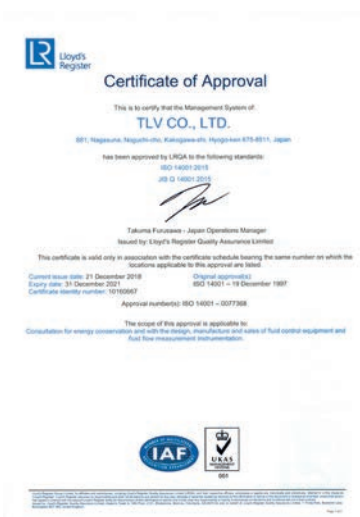 LR
Lloyd's
Register
Certificate of Approval
This is to certify that the Management System of:
TLV CO., LTD.
881, Nagasuna, Noguchi-cho, Kakogawa-shi, Hyogo-ken 675-8511, Japan
has been approved by LRQA to the following standards:
ISO 14001:2015
JIS Q 14001:2015
Takuma Furusawa - Japan Operations Manager
Issued by: Lloyd's Register Quality Assurance Limited
This certificate is valid only in association with the certificate schedule bearing the same number on which the
locations applicable to this approval are listed.
Current issue date: 21 December 2018
Expiry date: 31 December 2021
Certificate identity number: 10160667
Original approval(s):
ISO 14001 – 19 December 1997
Approval number(s): ISO 14001 – 0077368
The scope of this approval is applicable to:
Consultation for energy conservation and with the design, manufacture and sales of fluid control equipment and
fluid flow measurement instrumentation.
IAF
UKAS
MANAGEMENT
SYSTEMS
001